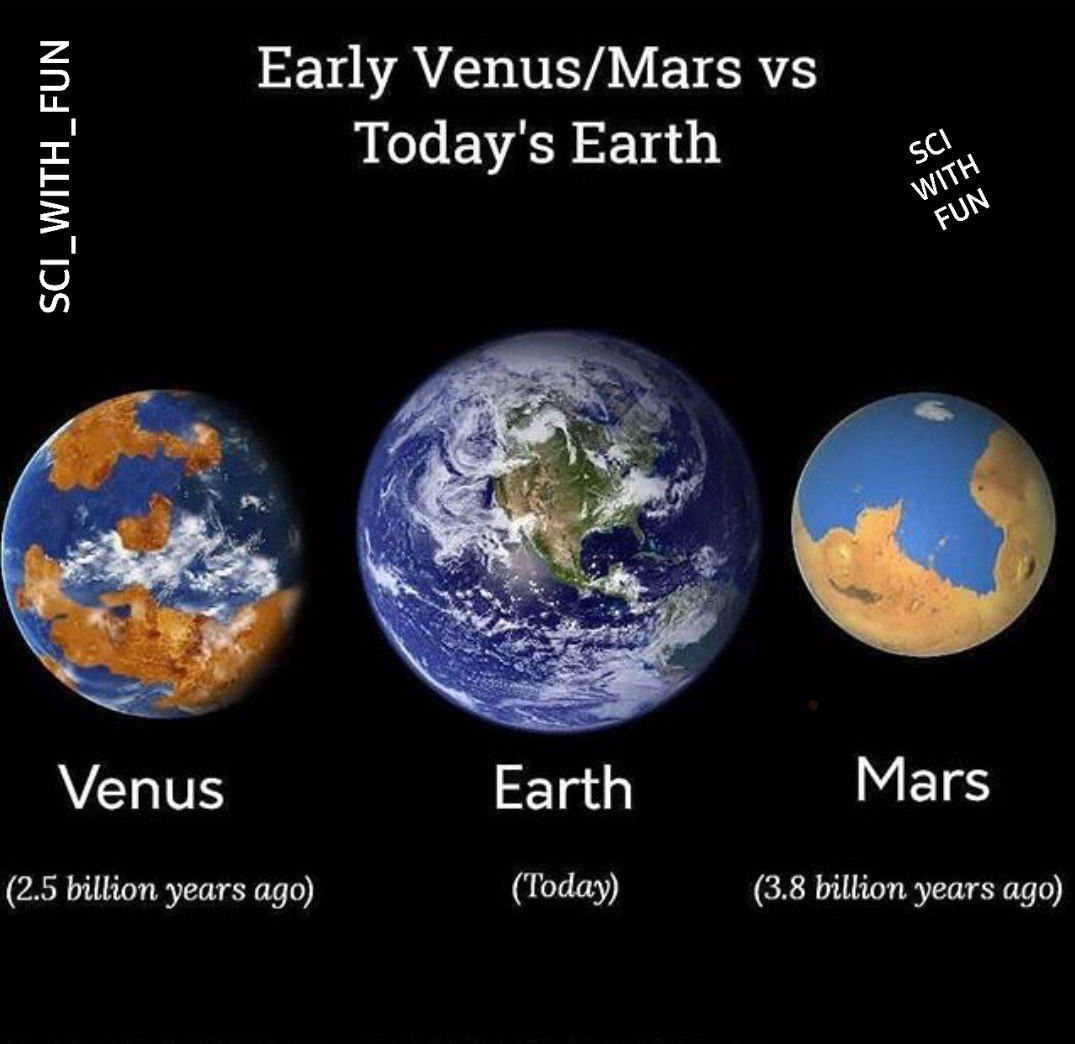 SCI_WITH_FUN
Early Venus/Mars vs
Today's Earth
SCI
WITH
FUN
Venus
Earth
Mars
(2.5 billion years ago)
(Today)
(3.8 billion years ago)